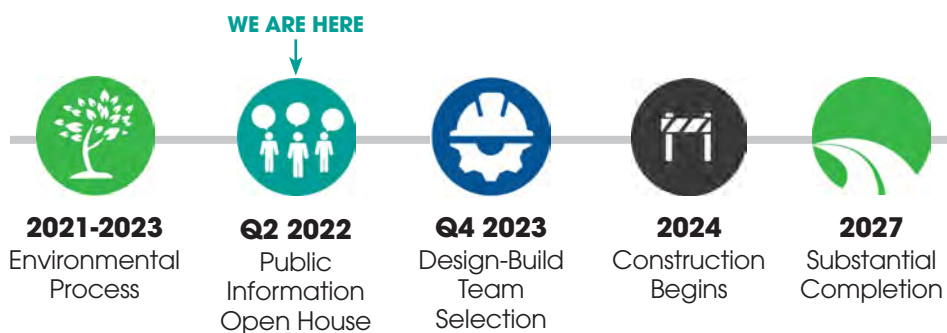 WE ARE HERE
2021-2023
Environmental
Process
Q2 2022
Public
Information
Open House
Q4 2023
Design-Build
Team
Selection
2024
Construction
Begins
2027
Substantial
Completion